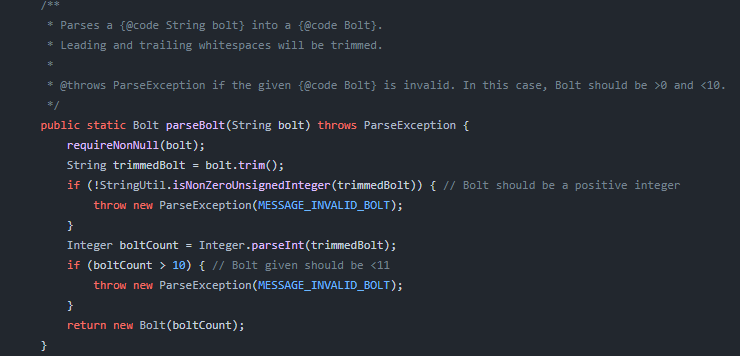 /**
 * Parses a {@code String bolt} into a {@code Bolt}.
 * Leading and trailing whitespaces will be trimmed.
 *
 * @throws ParseException if the given {@code Bolt} is invalid. In this case, Bolt should be >0 and <10.
 */
public static Bolt parseBolt(String bolt) throws ParseException {
    requireNonNull(bolt);
    String trimmedBolt = bolt.trim();
    if (!StringUtil.isNonZeroUnsignedInteger(trimmedBolt)) { // Bolt should be a positive integer
        throw new ParseException(MESSAGE_INVALID_BOLT);
    }
    Integer boltCount = Integer.parseInt(trimmedBolt);
    if (boltCount > 10) { // Bolt given should be <11
        throw new ParseException(MESSAGE_INVALID_BOLT);
    }
    return new Bolt(boltCount);
}